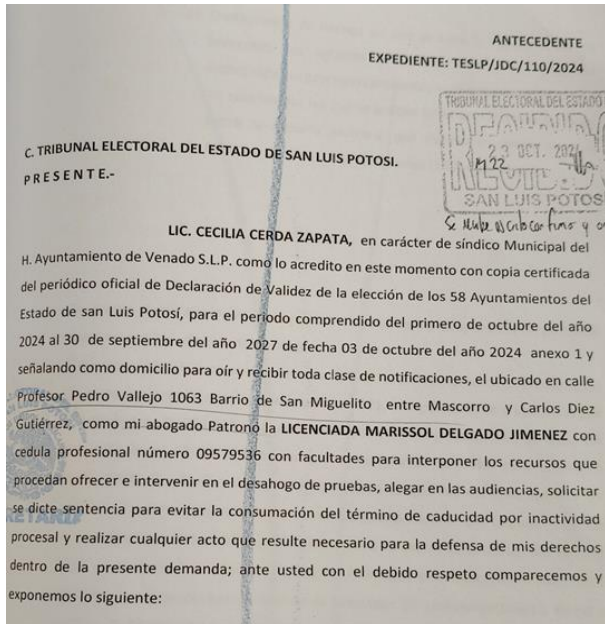 ANTECEDENTE
EXPEDIENTE: TESLP/JDC/110/2024
TRIBUNAL ELECTORAL DEL ESTADO
23 OCT. 2024
SAN LUIS POTOS
C. TRIBUNAL ELECTORAL DEL ESTADO DE SAN LUIS POTOSI.
P R E S E N T E.-
LIC. CECILIA CERDA ZAPATA, en carácter de síndico Municipal del
H. Ayuntamiento de Venado S.L.P. como lo acredito en este momento con copia certificada
del periódico oficial de Declaración de Validez de la elección de los 58 Ayuntamientos del
Estado de san Luis Potosí, para el periodo comprendido del primero de octubre del año
2024 al 30 de septiembre del año 2027 de fecha 03 de octubre del año 2024 anexo 1 y
señalando como domicilio para oír y recibir toda clase de notificaciones, el ubicado en calle
Profesor Pedro Vallejo 1063 Barrio de San Miguelito entre Mascorro y Carlos Diez
Gutiérrez, como mi abogado Patronó la LICENCIADA MARISSOL DELGADO JIMENEZ con
cedula profesional número 09579536 con facultades para interponer los recursos que
procedan ofrecer e intervenir en el desahogo de pruebas, alegar en las audiencias, solicitar
se dicte sentencia para evitar la consumación del término de caducidad por inactividad
procesal y realizar cualquier acto que resulte necesario para la defensa de mis derechos
dentro de la presente demanda; ante usted con el debido respeto comparecemos y
exponemos lo siguiente: